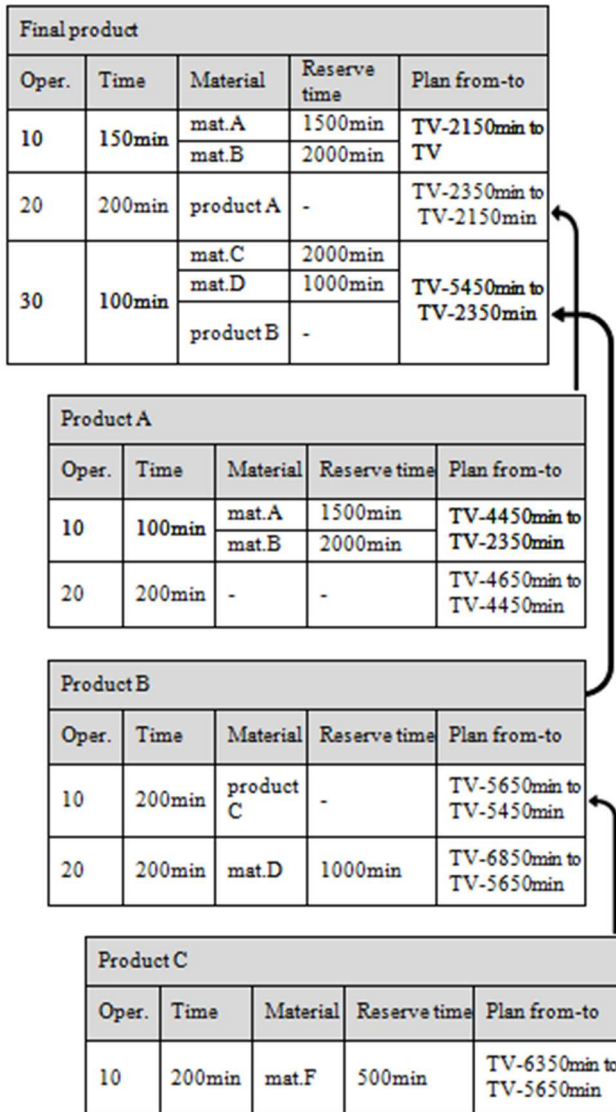 Final product
Oper. Time Material Reserve time Plan from-to
10 150min mat.A 1500min TV-2150min to TV
mat.B 2000min
20 200min product A - TV-2350min to TV-2150min
30 100min mat.C 2000min TV-5450min to TV-2350min
mat.D 1000min
product B -
Product A
Oper. Time Material Reserve time Plan from-to
10 100min mat.A 1500min TV-4450min to TV-2350min
mat.B 2000min
20 200min - - TV-4650min to TV-4450min
Product B
Oper. Time Material Reserve time Plan from-to
10 200min product C - TV-5650min to TV-5450min
20 200min mat.D 1000min TV-6850min to TV-5650min
Product C
Oper. Time Material Reserve time Plan from-to
10 200min mat.F 500min TV-6350min to TV-5650min